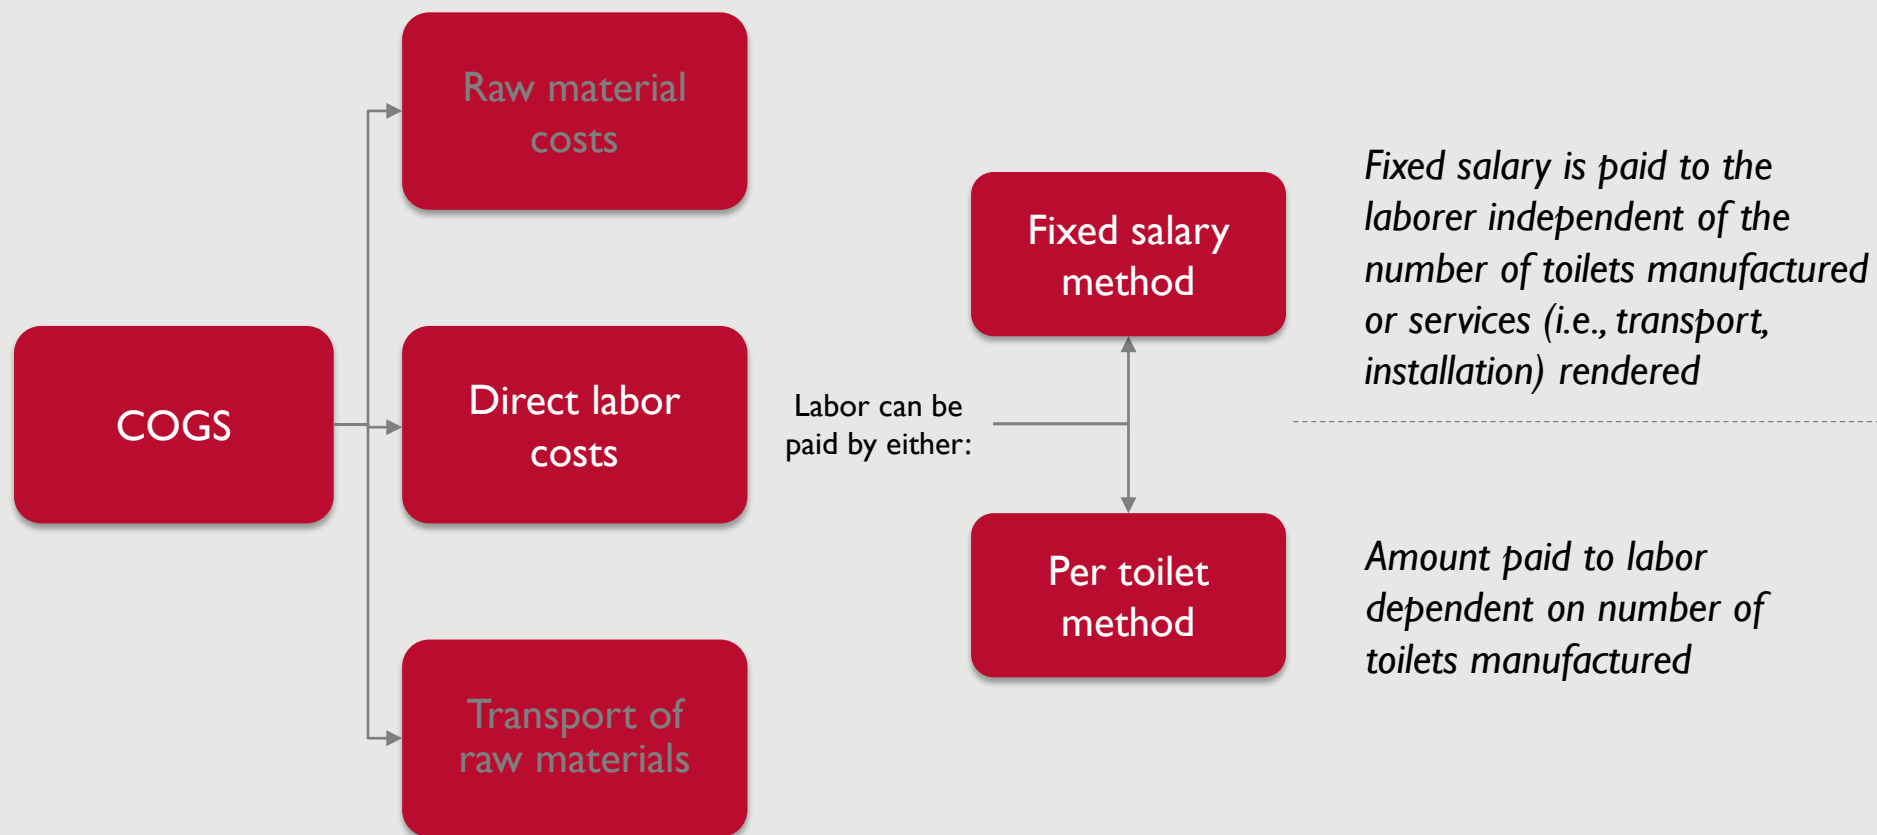 Raw material
costs
Fixed salary
method
Fixed salary is paid to the
laborer independent of the
number of toilets manufactured
or services (i.e., transport,
installation) rendered
COGS
Direct labor
costs
Labor can be
paid by either:
Per toilet
method
Amount paid to labor
dependent on number of
toilets manufactured
Transport of
raw materials